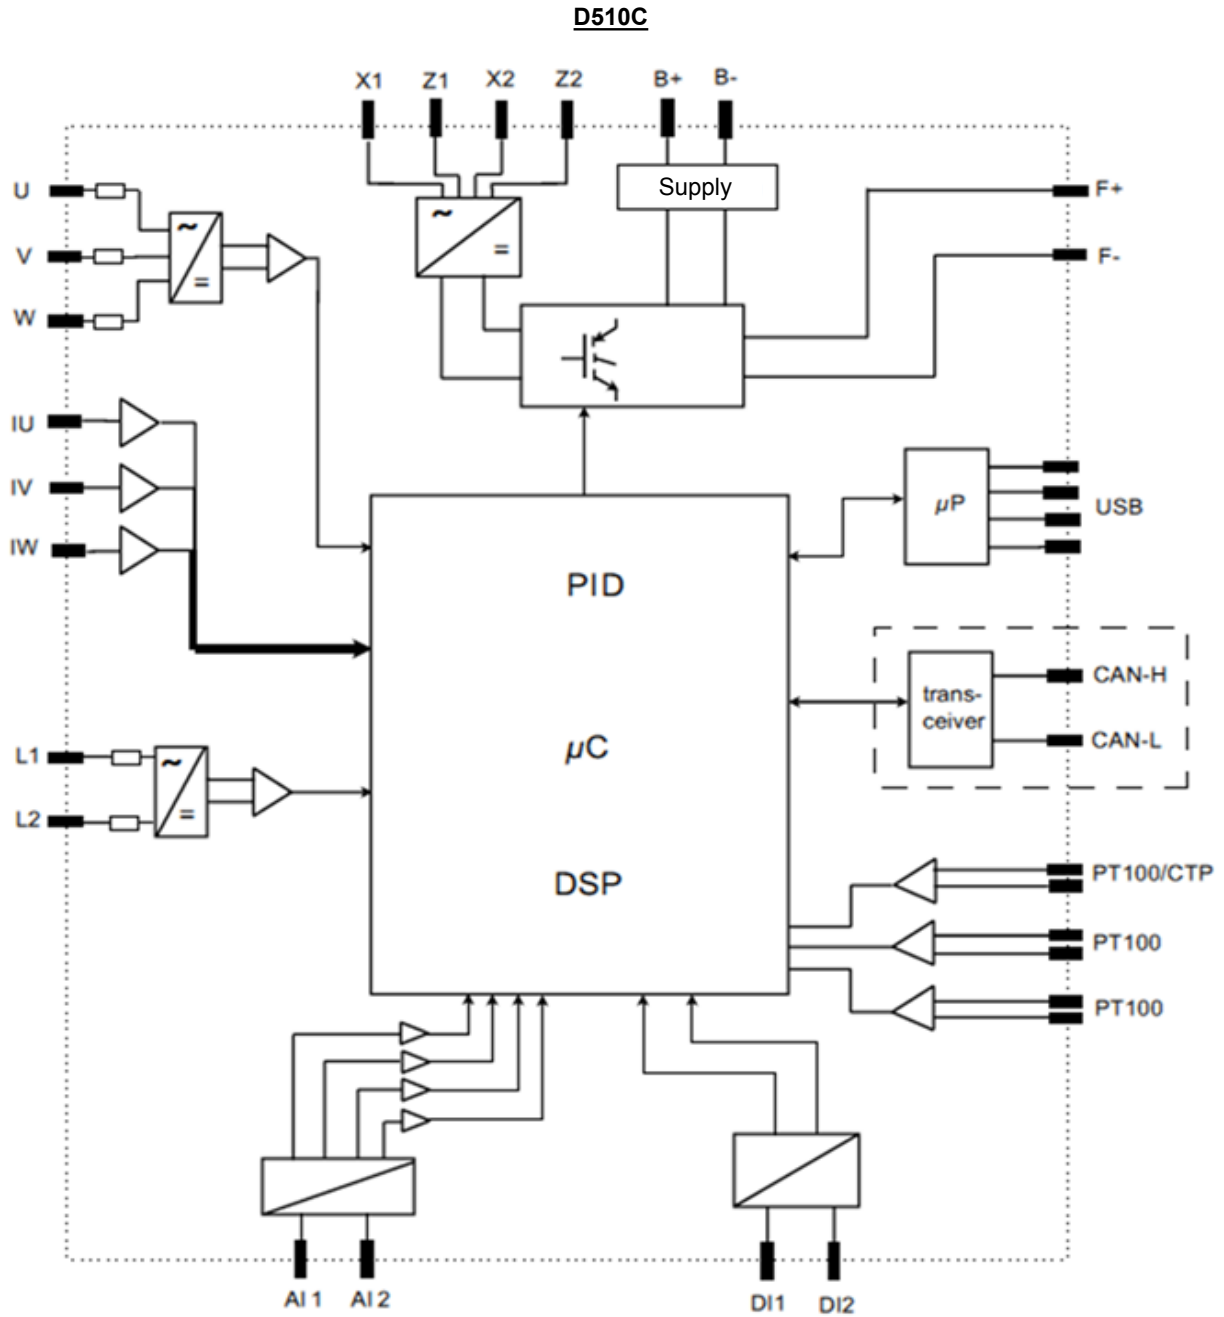 D510C
X1 Z1 X2 Z2 B+ B-
Supply
U
V
W
~
=
~
=
F+
F-
IU
IV
IW
µP
USB
PID
trans-
ceiver
CAN-H
CAN-L
µC
L1
L2
~
=
DSP
PT100/CTP
PT100
PT100
AI 1 AI 2
DI1 DI2